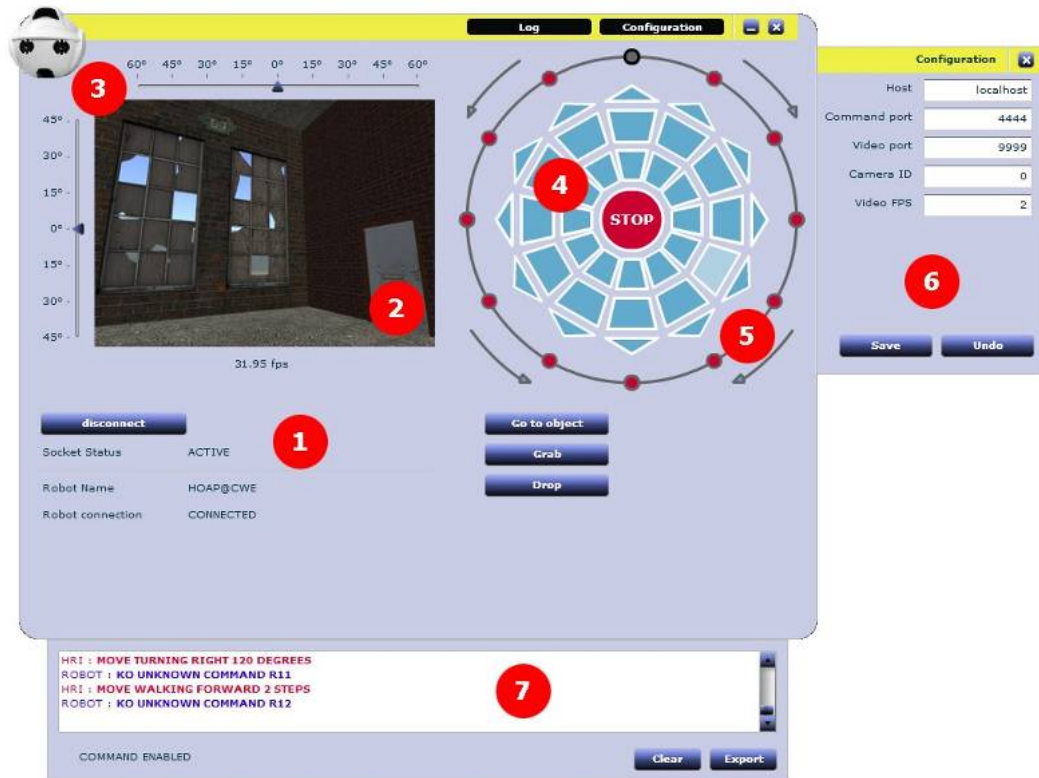 Log Configuration
3
60° 45° 30° 15° 0° 15° 30° 45° 60°
45°
30°
15°
0°
15°
30°
45°
2
31.95 fps
4
STOP
5
disconnect
1
Socket Status ACTIVE
Robot Name HOAP@CWE
Robot connection CONNECTED
Go to object
Grab
Drop
Configuration
Host localhost
Command port 4444
Video port 9999
Camera ID 0
Video FPS 2
6
Save Undo
HRI : MOVE TURNING RIGHT 120 DEGREES
ROBOT : KO UNKNOWN COMMAND R11
HRI : MOVE WALKING FORWARD 2 STEPS
ROBOT : KO UNKNOWN COMMAND R12
7
COMMAND ENABLED
Clear Export